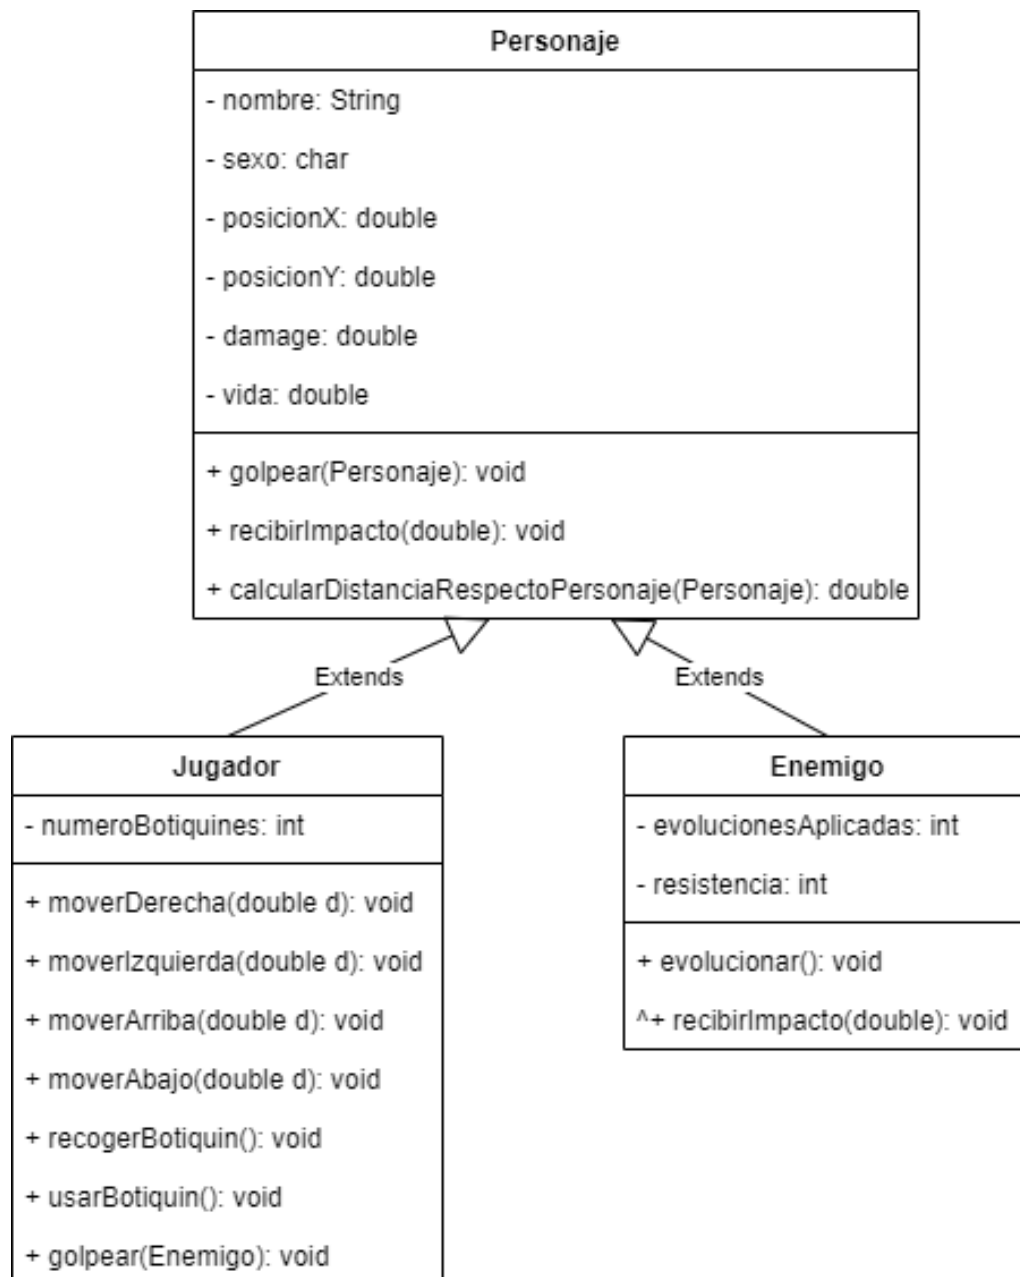 Personaje
- nombre: String
- sexo: char
- posicionX: double
- posicionY: double
- damage: double
- vida: double
+ golpear(Personaje): void
+ recibirImpacto(double): void
+ calcularDistanciaRespectoPersonaje(Personaje): double
Extends
Extends
Jugador
- numeroBotiquines: int
+ moverDerecha(double d): void
+ moverIzquierda(double d): void
+ moverArriba(double d): void
+ moverAbajo(double d): void
+ recogerBotiquin(): void
+ usarBotiquin(): void
+ golpear(Enemigo): void
Enemigo
- evolucionesAplicadas: int
- resistencia: int
+ evolucionar(): void
^+ recibirImpacto(double): void